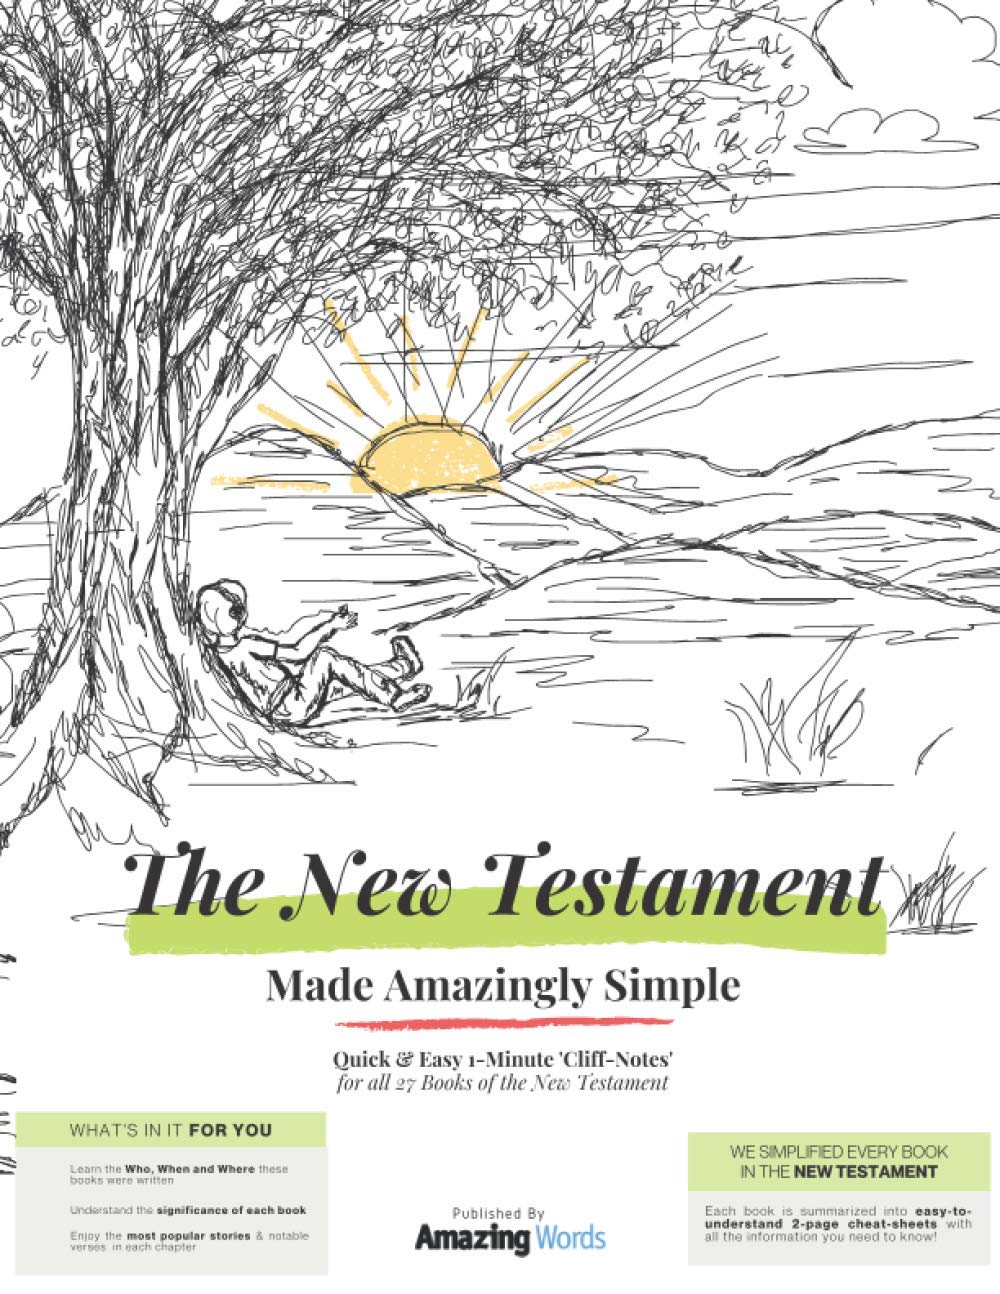 The New Testament
Made Amazingly Simple
Quick & Easy 1-Minute 'Cliff-Notes'
for all 27 Books of the New Testament
WHAT'S IN IT FOR YOU
Learn the Who, When and Where these
books were written
Understand the significance of each book
Enjoy the most popular stories & notable
verses in each chapter
Published By
Amazing Words
WE SIMPLIFIED EVERY BOOK
IN THE NEW TESTAMENT
Each book is summarized into easy-to-
understand 2-page cheat-sheets with
all the information you need to know!